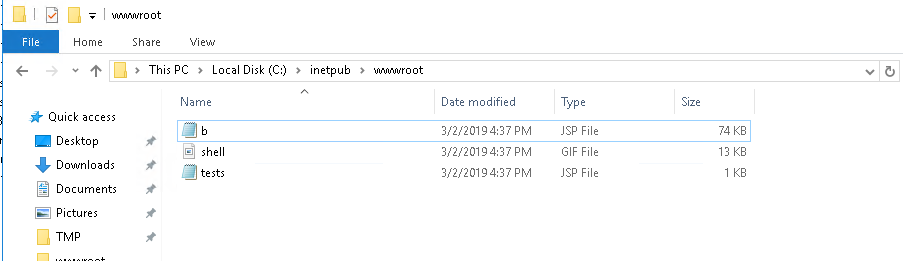 wwwroot
File Home Share View
This PC Local Disk (C:) inetpub wwwroot
Name Date modified Type Size
Quick access
Desktop
Downloads
Documents
Pictures
TMP
wwwroot
b 3/2/2019 4:37 PM JSP File 74 KB
shell 3/2/2019 4:37 PM GIF File 13 KB
tests 3/2/2019 4:37 PM JSP File 1 KB